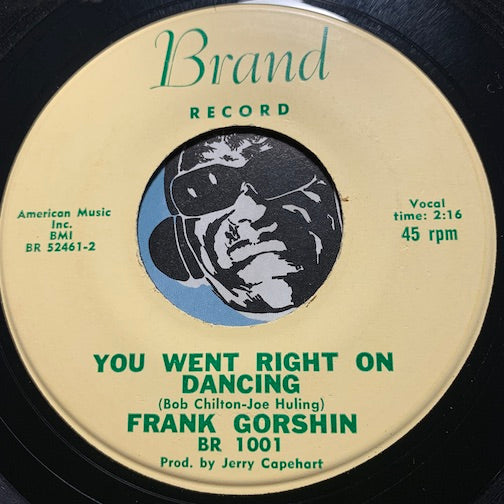 Brand
RECORD
American Music
Inc.
BMI
BR 52461-2
Vocal
time: 2:16
45 rpm
YOU WENT RIGHT ON
DANCING
(Bob Chilton-Joe Huling)
FRANK GORSHIN
BR 1001
Prod. by Jerry Capehart